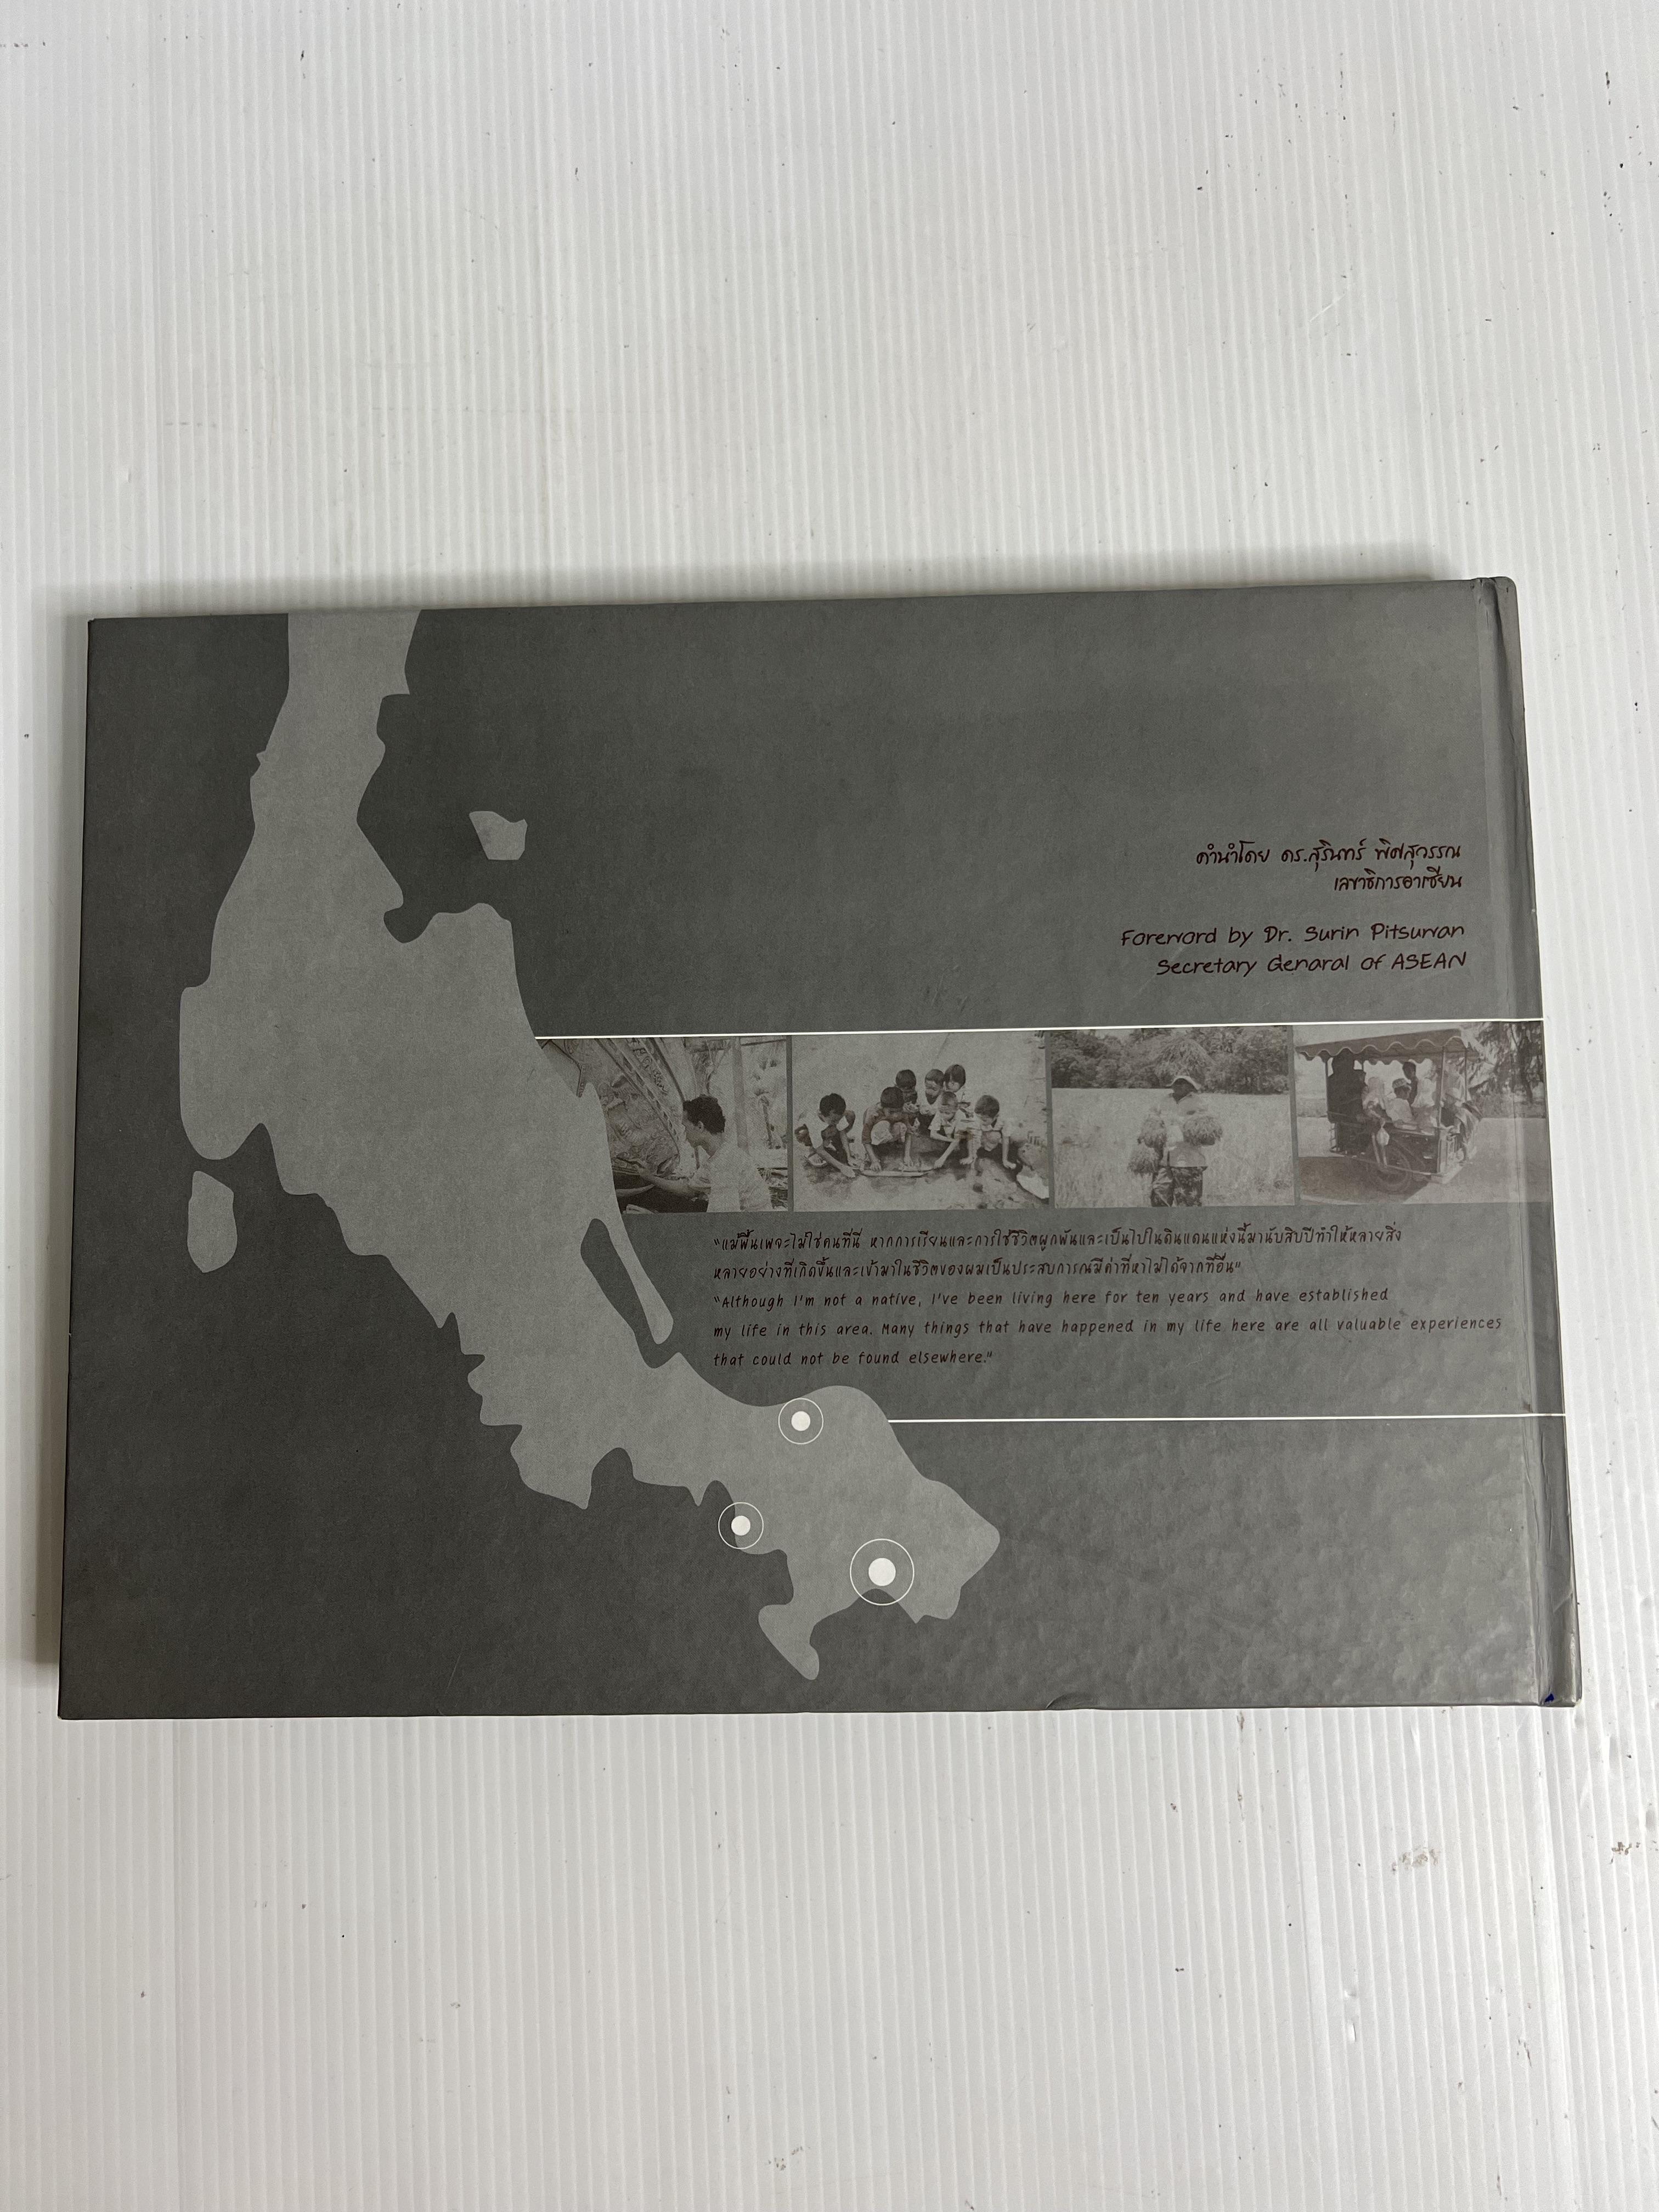 คำนำโดย ดร.สุรินทร์ พิศสุวรรณ
เลขาธิการอาเซียน
Foreword by Dr. Surin Pitsuwan
Secretary Genaral of ASEAN
"แม้พื้นเพจะไม่ใช่คนที่นี่ หากการเรียนและการใช้ชีวิตผูกพันและเป็นไปในดินแดนแห่งนี้มานับสิบปีทำให้หลายสิ่ง
หลายอย่างที่เกิดขึ้นและเข้ามาในชีวิตของผมเป็นประสบการณ์มีค่าที่หาไม่ได้จากที่อื่น"
"Although I'm not a native, I've been living here for ten years and have established
my life in this area. Many things that have happened in my life here are all valuable experiences
that could not be found elsewhere."